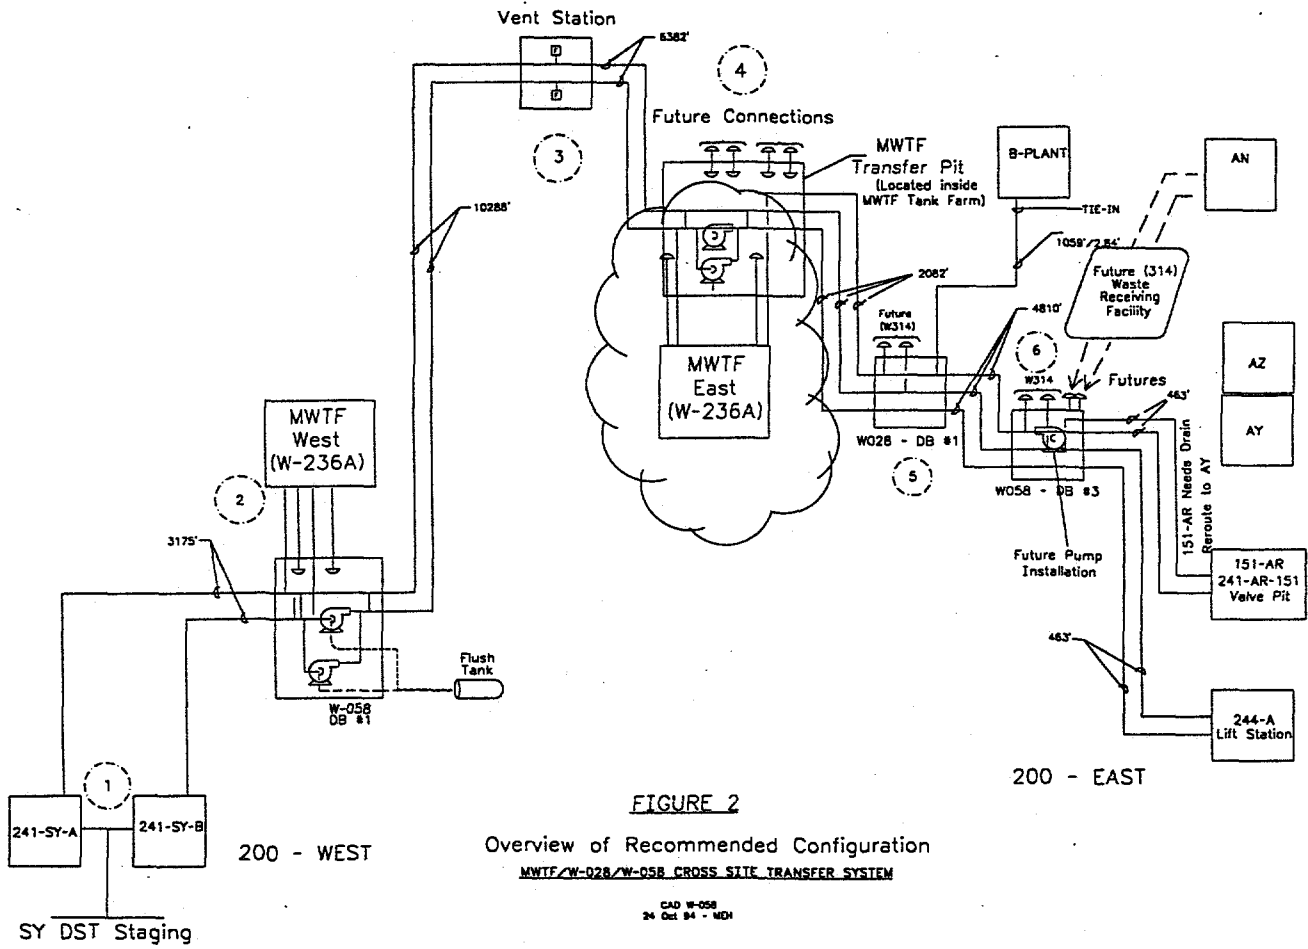 Vent Station
F
F
6382'
4
3
Future Connections
MWTF
Transfer Pit
(Located inside
MWTF Tank Farm)
B-PLANT
AN
TIE-IN
10288'
2082'
Future (314)
Waste
Receiving
Facility
Future
(W314)
4810'
6
W314
Futures
463'
AZ
AY
MWTF
East
(W-236A)
W028 - DB #1
5
W058 - DB #3
151-AR Needs Drain
Reroute to AY
MWTF
West
(W-236A)
2
3175'
Future Pump
Installation
151-AR
241-AR-151
Valve Pit
463'
Flush
Tank
W-058
DB #1
244-A
Lift Station
1
241-SY-A
241-SY-B
200 - WEST
200 - EAST
SY DST Staging
FIGURE 2
Overview of Recommended Configuration
MWTF/W-028/W-058 CROSS SITE TRANSFER SYSTEM
CAD W-058
24 Oct 94 - MEH